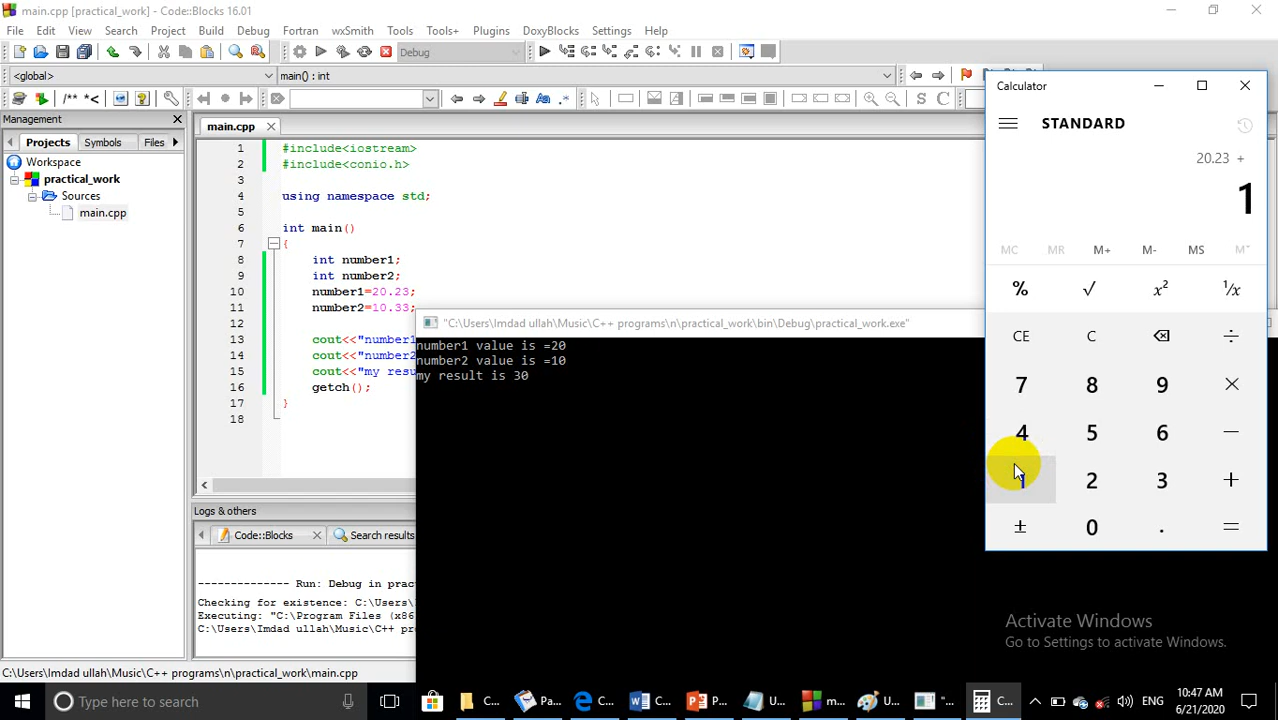 main.cpp [practical_work] - Code::Blocks 16.01
File Edit View Search Project Build Debug Fortran wxSmith Tools Tools+ Plugins DoxyBlocks Settings Help
Debug
<global> main() : int
/** *< .* S C
Management
Projects Symbols Files
Workspace
practical_work
Sources
main.cpp
main.cpp
1 #include<iostream>
2 #include<conio.h>
3
4 using namespace std;
5
6 int main()
7 {
8 int number1;
9 int number2;
10 number1=20.23;
11 number2=10.33;
12
13 cout<<"number1
14 cout<<"number2
15 cout<<"my resu
16 getch();
17 }
18
"C:\Users\Imdad ullah\Music\C++ programs\n\practical_work\bin\Debug\practical_work.exe"
number1 value is =20
number2 value is =10
my result is 30
Calculator
STANDARD
20.23 +
1
MC MR M+ M- MS M˅
% √ x² ¹/x
CE C ÷
7 8 9 ×
4 5 6 −
1 2 3 +
± 0 . =
Logs & others
Code::Blocks Search results
-------------- Run: Debug in pract
Checking for existence: C:\Users\I
Executing: "C:\Program Files (x86
C:\Users\Imdad ullah\Music\C++ pro
Activate Windows
Go to Settings to activate Windows.
C:\Users\Imdad ullah\Music\C++ programs\n\practical_work\main.cpp
Type here to search
C... Pa... C... C... P... U... m... U... "... C...
ENG
10:47 AM
6/21/2020